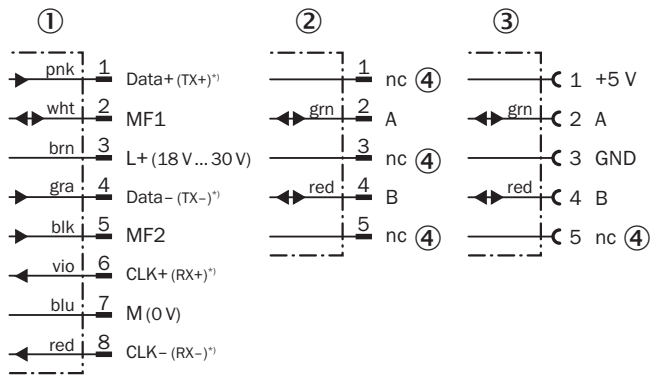 ① ② ③
pnk 1 Data+ (TX+)*)
wht 2 MF1
brn 3 L+ (18 V ... 30 V)
gra 4 Data– (TX–)*)
blk 5 MF2
vio 6 CLK+ (RX+)*)
blu 7 M (0 V)
red 8 CLK– (RX–)*)
1 nc ④
grn 2 A
3 nc ④
red 4 B
5 nc ④
1 +5 V
grn 2 A
3 GND
red 4 B
5 nc ④